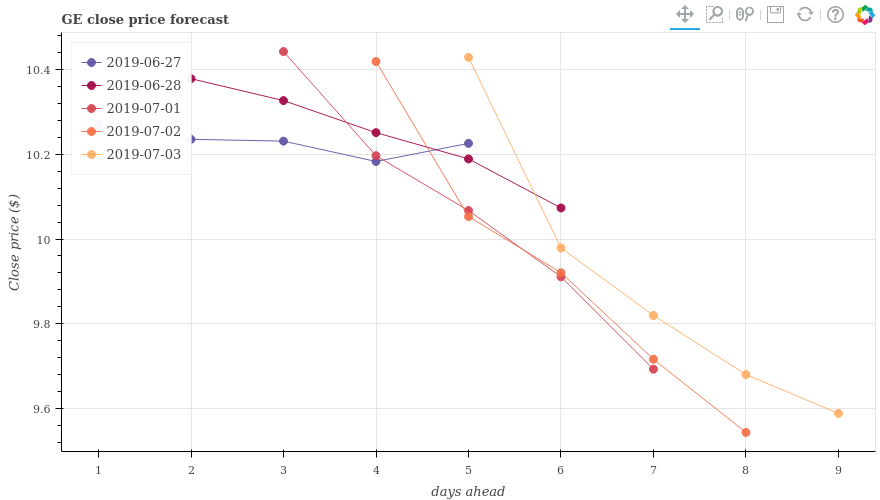 GE close price forecast
2019-06-27
2019-06-28
2019-07-01
2019-07-02
2019-07-03
10.4
10.2
10
9.8
9.6
Close price ($)
1 2 3 4 5 6 7 8 9
days ahead